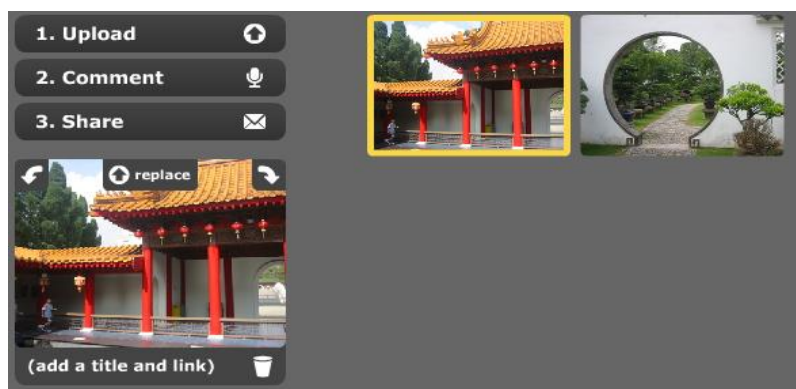 1. Upload
2. Comment
3. Share
replace
(add a title and link)